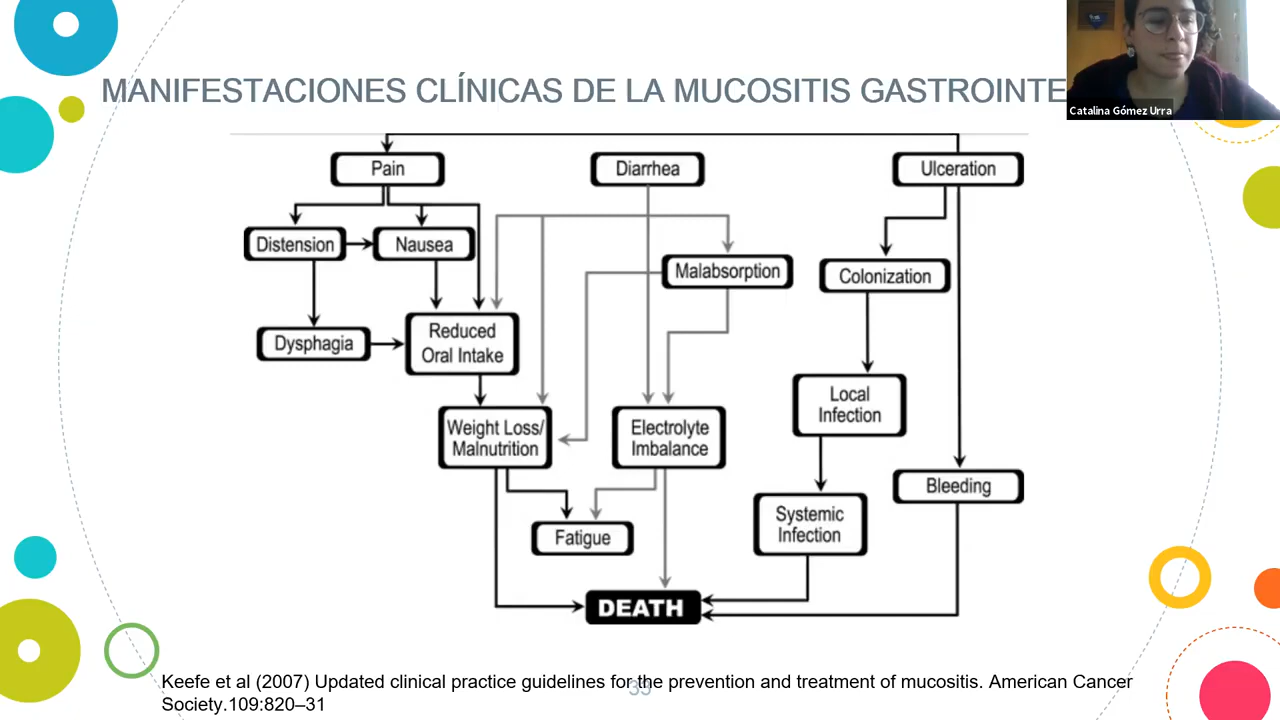 MANIFESTACIONES CLÍNICAS DE LA MUCOSITIS GASTROINTE
Catalina Gómez Urra
Pain
Diarrhea
Ulceration
Distension
Nausea
Malabsorption
Colonization
Dysphagia
Reduced
Oral Intake
Local
Infection
Weight Loss/
Malnutrition
Electrolyte
Imbalance
Bleeding
Systemic
Infection
Fatigue
DEATH
Keefe et al (2007) Updated clinical practice guidelines for the prevention and treatment of mucositis. American Cancer
Society.109:820–31